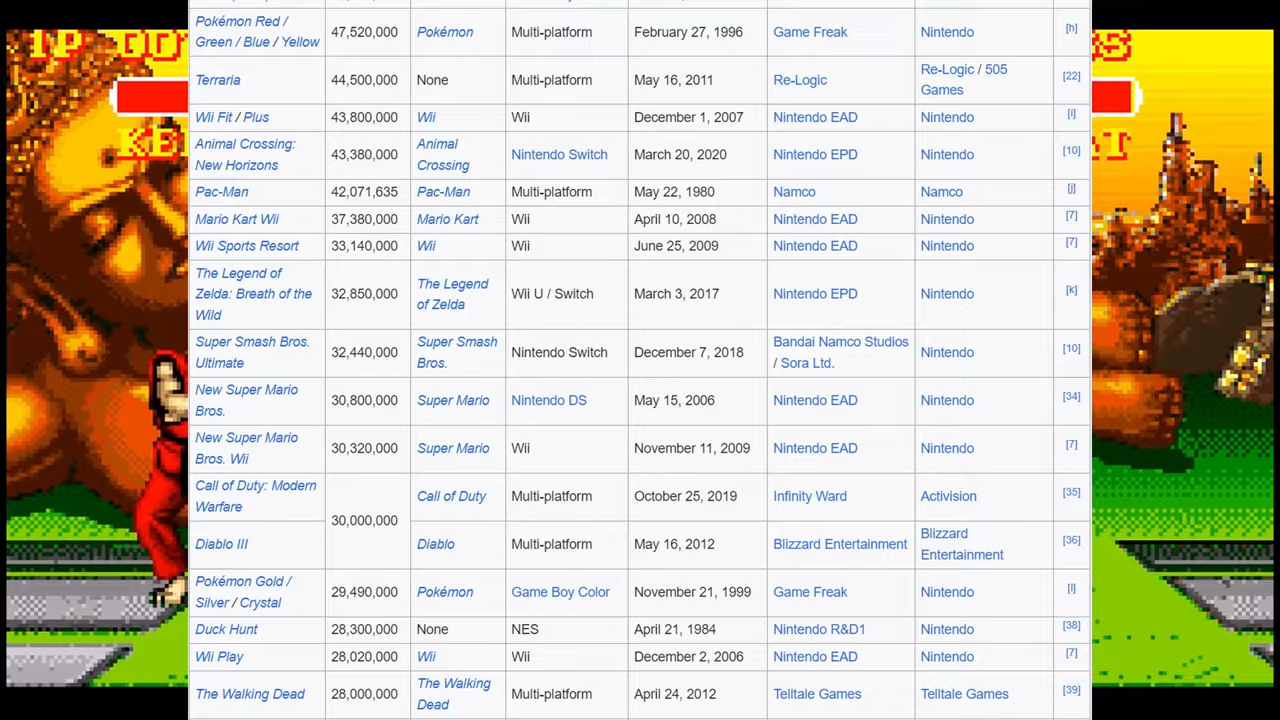 Pokémon Red /
Green / Blue / Yellow
47,520,000
Pokémon
Multi-platform
February 27, 1996
Game Freak
Nintendo
[h]
Terraria
44,500,000
None
Multi-platform
May 16, 2011
Re-Logic
Re-Logic / 505
Games
[22]
Wii Fit / Plus
43,800,000
Wii
Wii
December 1, 2007
Nintendo EAD
Nintendo
[i]
Animal Crossing:
New Horizons
43,380,000
Animal
Crossing
Nintendo Switch
March 20, 2020
Nintendo EPD
Nintendo
[10]
Pac-Man
42,071,635
Pac-Man
Multi-platform
May 22, 1980
Namco
Namco
[j]
Mario Kart Wii
37,380,000
Mario Kart
Wii
April 10, 2008
Nintendo EAD
Nintendo
[7]
Wii Sports Resort
33,140,000
Wii
Wii
June 25, 2009
Nintendo EAD
Nintendo
[7]
The Legend of
Zelda: Breath of the
Wild
32,850,000
The Legend
of Zelda
Wii U / Switch
March 3, 2017
Nintendo EPD
Nintendo
[k]
Super Smash Bros.
Ultimate
32,440,000
Super Smash
Bros.
Nintendo Switch
December 7, 2018
Bandai Namco Studios
/ Sora Ltd.
Nintendo
[10]
New Super Mario
Bros.
30,800,000
Super Mario
Nintendo DS
May 15, 2006
Nintendo EAD
Nintendo
[34]
New Super Mario
Bros. Wii
30,320,000
Super Mario
Wii
November 11, 2009
Nintendo EAD
Nintendo
[7]
Call of Duty: Modern
Warfare
30,000,000
Call of Duty
Multi-platform
October 25, 2019
Infinity Ward
Activision
[35]
Diablo III
Diablo
Multi-platform
May 16, 2012
Blizzard Entertainment
Blizzard
Entertainment
[36]
Pokémon Gold /
Silver / Crystal
29,490,000
Pokémon
Game Boy Color
November 21, 1999
Game Freak
Nintendo
[l]
Duck Hunt
28,300,000
None
NES
April 21, 1984
Nintendo R&D1
Nintendo
[38]
Wii Play
28,020,000
Wii
Wii
December 2, 2006
Nintendo EAD
Nintendo
[7]
The Walking Dead
28,000,000
The Walking
Dead
Multi-platform
April 24, 2012
Telltale Games
Telltale Games
[39]
1P
KE
AT